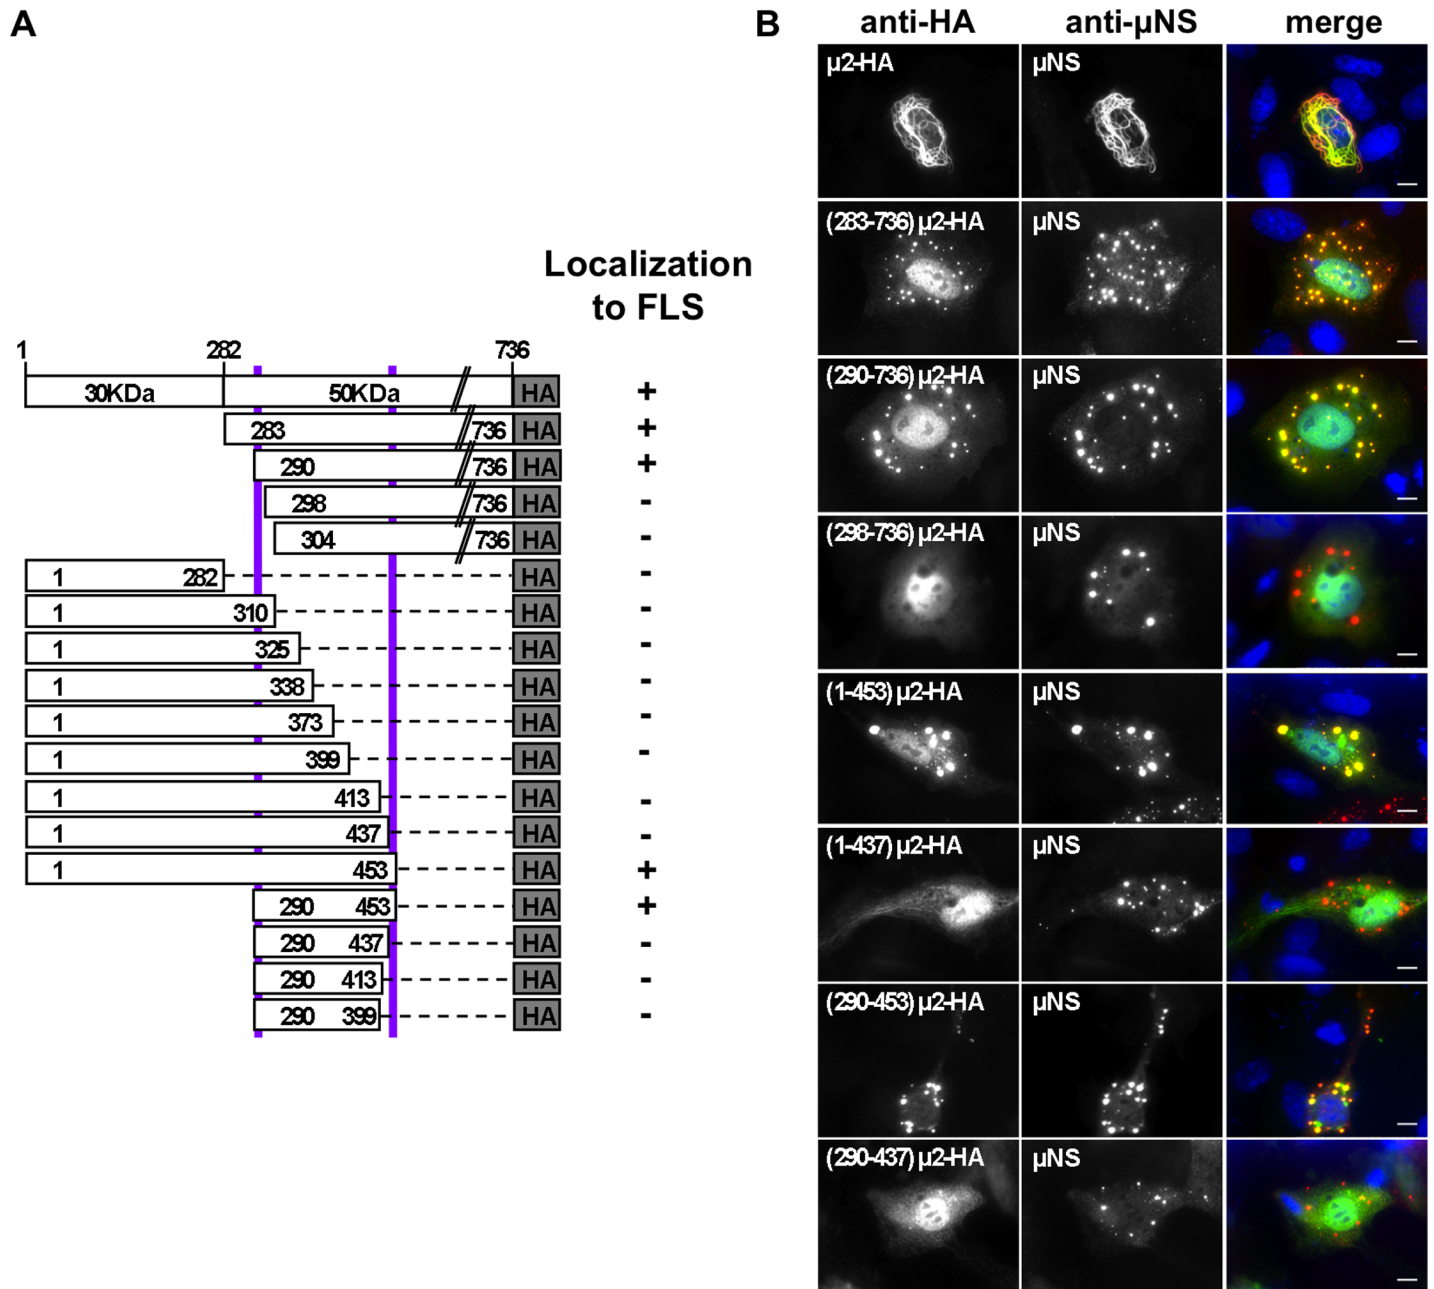 A
Localization
to FLS
1 282 736
30KDa 50KDa HA +
283 736 HA +
290 736 HA +
298 736 HA -
304 736 HA -
1 282 HA -
1 310 HA -
1 325 HA -
1 338 HA -
1 373 HA -
1 399 HA -
1 413 HA -
1 437 HA -
1 453 HA +
290 453 HA +
290 437 HA -
290 413 HA -
290 399 HA -
B
anti-HA anti-μNS merge
μ2-HA μNS
(283-736) μ2-HA μNS
(290-736) μ2-HA μNS
(298-736) μ2-HA μNS
(1-453) μ2-HA μNS
(1-437) μ2-HA μNS
(290-453) μ2-HA μNS
(290-437) μ2-HA μNS